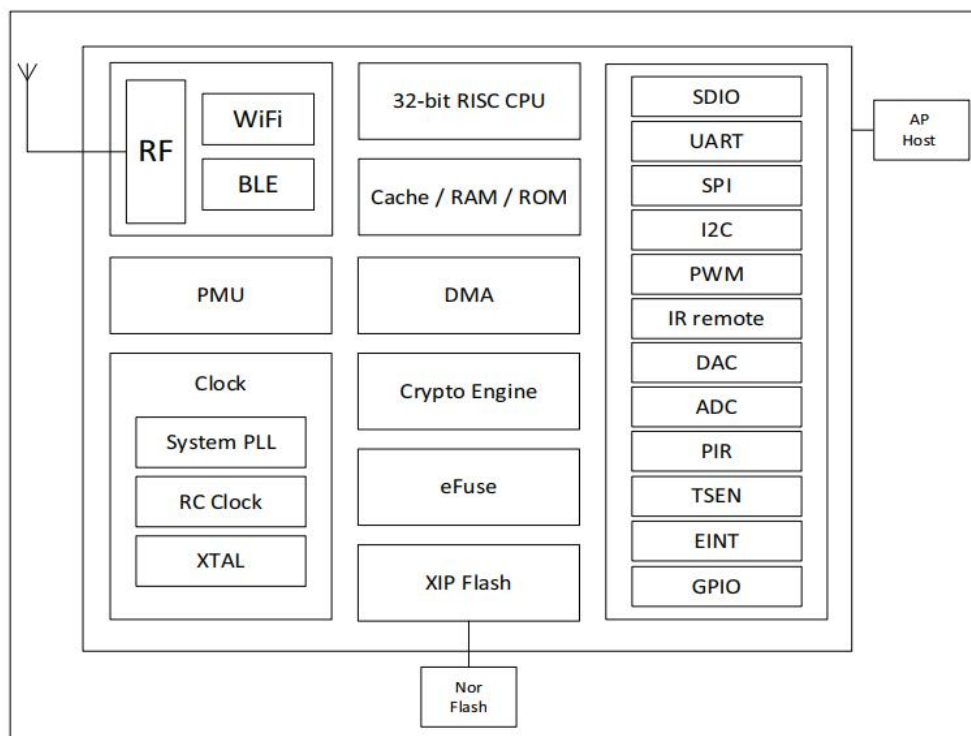 RF
WiFi
BLE
PMU
Clock
System PLL
RC Clock
XTAL
32-bit RISC CPU
Cache / RAM / ROM
DMA
Crypto Engine
eFuse
XIP Flash
SDIO
UART
SPI
I2C
PWM
IR remote
DAC
ADC
PIR
TSEN
EINT
GPIO
AP
Host
Nor
Flash